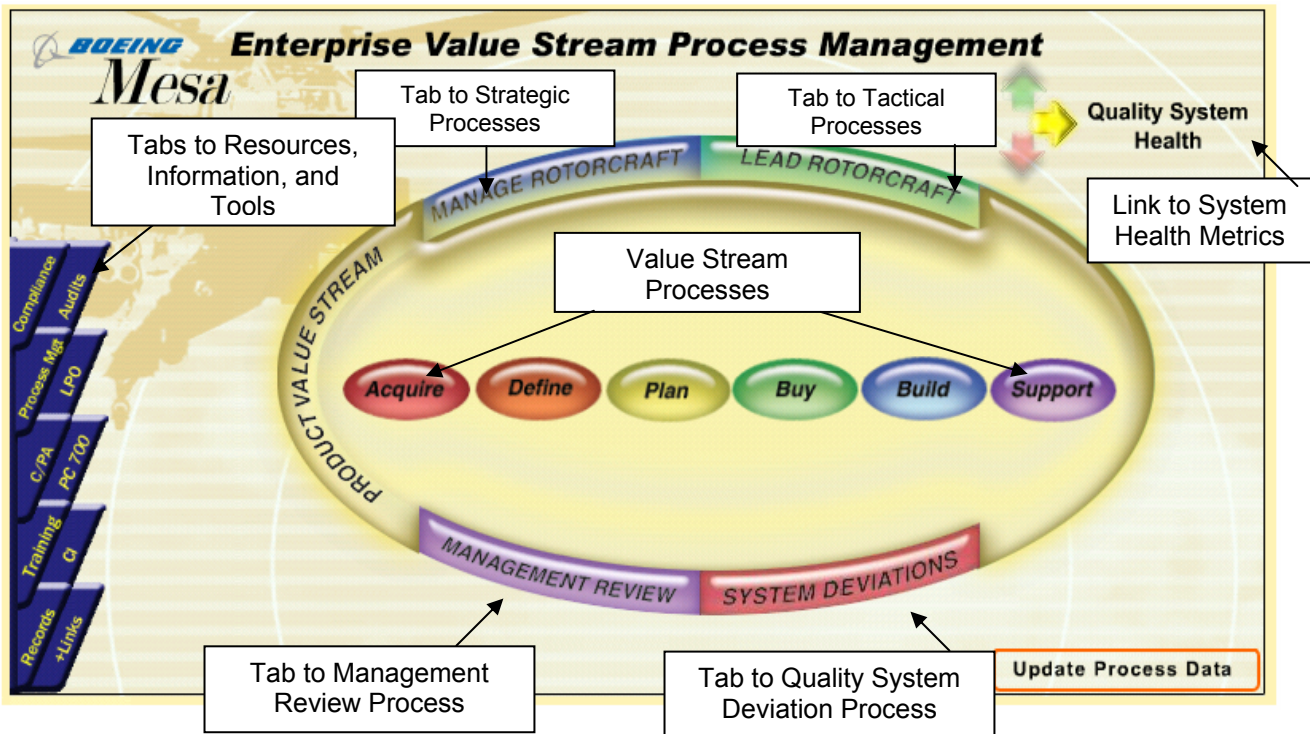 BOEING
Mesa
Enterprise Value Stream Process Management
Tab to Strategic
Processes
Tab to Tactical
Processes
Quality System
Health
Tabs to Resources,
Information, and
Tools
Link to System
Health Metrics
MANAGE ROTORCRAFT
LEAD ROTORCRAFT
Value Stream
Processes
PRODUCT VALUE STREAM
Compliance
Audits
Process Mgt
LPO
C/PA
PC 700
Training
CI
Records
+Links
Acquire
Define
Plan
Buy
Build
Support
MANAGEMENT REVIEW
SYSTEM DEVIATIONS
Tab to Management
Review Process
Tab to Quality System
Deviation Process
Update Process Data